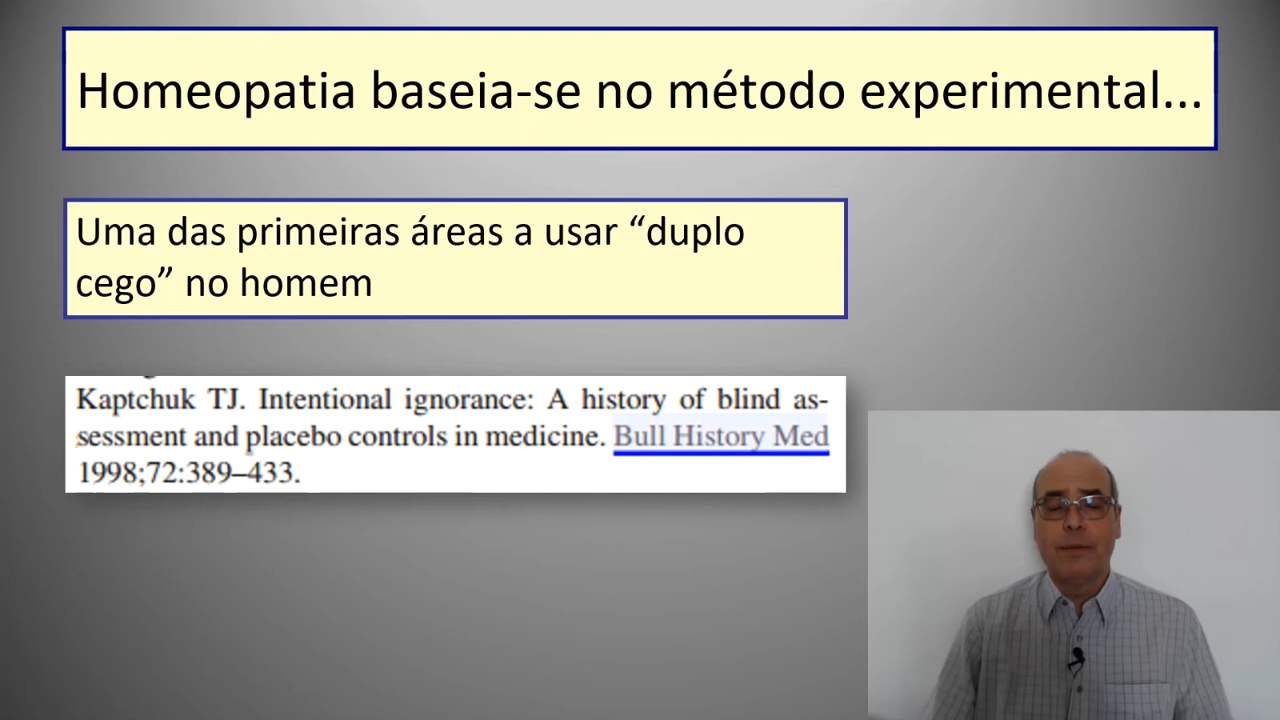 Homeopatia baseia-se no método experimental...
Uma das primeiras áreas a usar “duplo
cego” no homem
Kaptchuk TJ. Intentional ignorance: A history of blind as-
sessment and placebo controls in medicine. Bull History Med
1998;72:389–433.